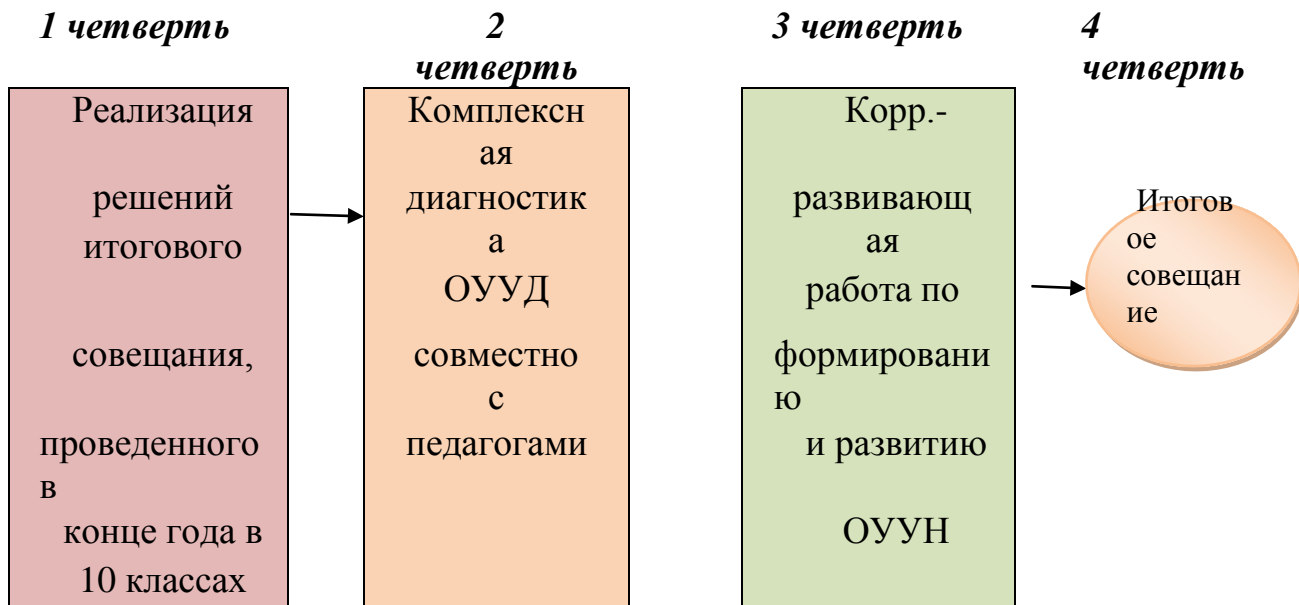 1 четверть
2
четверть
3 четверть
4
четверть
Реализация
решений
итогового
совещания,
проведенного
в
конце года в
10 классах
Комплексн
ая
диагностик
а
ОУУД
совместно
с
педагогами
Корр.-
развивающ
ая
работа по
формировани
ю
и развитию
ОУУН
Итогов
ое
совещан
ие